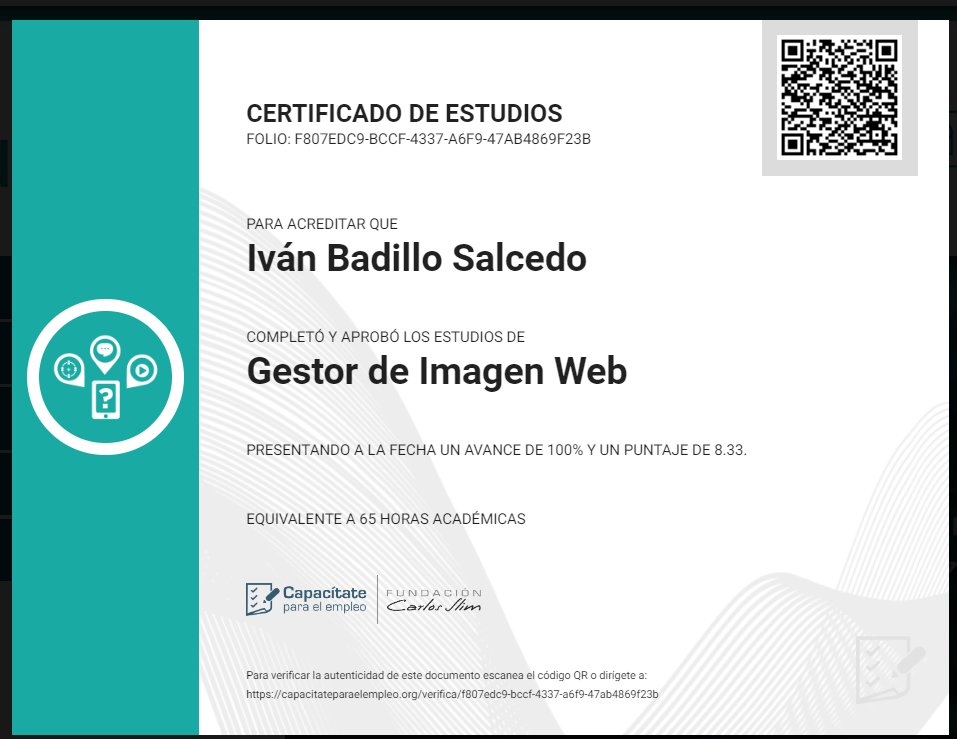 CERTIFICADO DE ESTUDIOS
FOLIO: F807EDC9-BCCF-4337-A6F9-47AB4869F23B
PARA ACREDITAR QUE
Iván Badillo Salcedo
COMPLETÓ Y APROBÓ LOS ESTUDIOS DE
Gestor de Imagen Web
PRESENTANDO A LA FECHA UN AVANCE DE 100% Y UN PUNTAJE DE 8.33.
EQUIVALENTE A 65 HORAS ACADÉMICAS
Capacítate
para el empleo
FUNDACIÓN
Carlos Slim
Para verificar la autenticidad de este documento escanea el código QR o dirígete a:
https://capacitateparaelempleo.org/verifica/f807edc9-bccf-4337-a6f9-47ab4869f23b